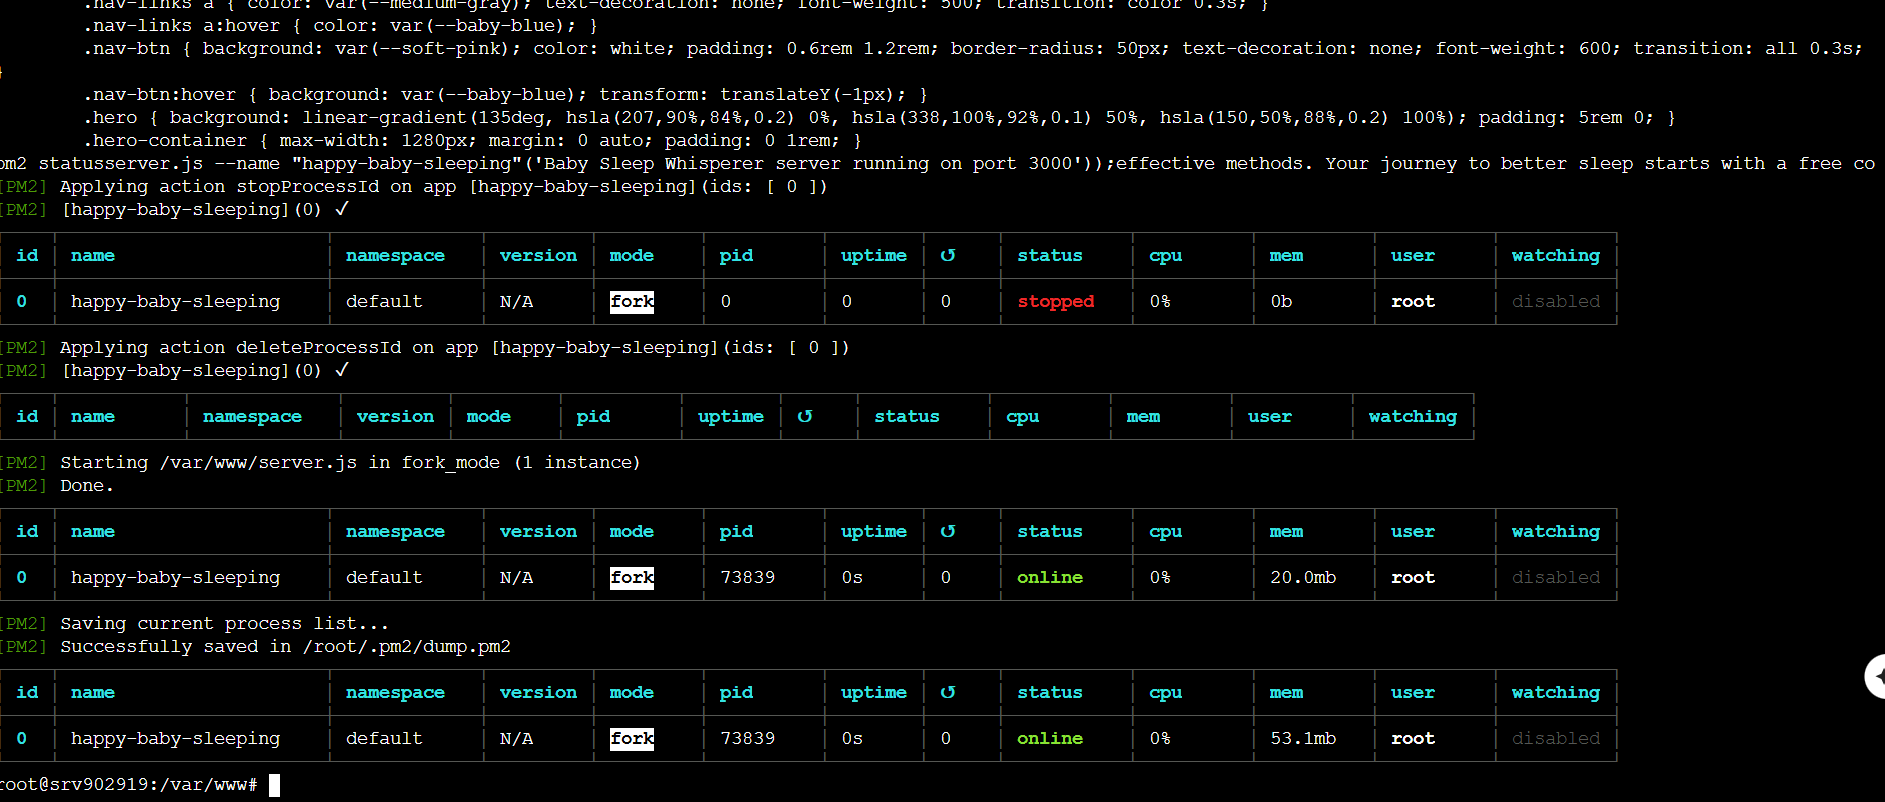 .nav-links a { color: var(--medium-gray); text-decoration: none; font-weight: 500; transition: color 0.3s; }
.nav-links a:hover { color: var(--baby-blue); }
.nav-btn { background: var(--soft-pink); color: white; padding: 0.6rem 1.2rem; border-radius: 50px; text-decoration: none; font-weight: 600; transition: all 0.3s;
}
.nav-btn:hover { background: var(--baby-blue); transform: translateY(-1px); }
.hero { background: linear-gradient(135deg, hsla(207,90%,84%,0.2) 0%, hsla(338,100%,92%,0.1) 50%, hsla(150,50%,88%,0.2) 100%); padding: 5rem 0; }
.hero-container { max-width: 1280px; margin: 0 auto; padding: 0 1rem; }
pm2 statusserver.js --name "happy-baby-sleeping"('Baby Sleep Whisperer server running on port 3000'));effective methods. Your journey to better sleep starts with a free co
[PM2] Applying action stopProcessId on app [happy-baby-sleeping](ids: [ 0 ])
[PM2] [happy-baby-sleeping](0) ✓
id name namespace version mode pid uptime ↺ status cpu mem user watching
0 happy-baby-sleeping default N/A fork 0 0 0 stopped 0% 0b root disabled
[PM2] Applying action deleteProcessId on app [happy-baby-sleeping](ids: [ 0 ])
[PM2] [happy-baby-sleeping](0) ✓
id name namespace version mode pid uptime ↺ status cpu mem user watching
[PM2] Starting /var/www/server.js in fork_mode (1 instance)
[PM2] Done.
id name namespace version mode pid uptime ↺ status cpu mem user watching
0 happy-baby-sleeping default N/A fork 73839 0s 0 online 0% 20.0mb root disabled
[PM2] Saving current process list...
[PM2] Successfully saved in /root/.pm2/dump.pm2
id name namespace version mode pid uptime ↺ status cpu mem user watching
0 happy-baby-sleeping default N/A fork 73839 0s 0 online 0% 53.1mb root disabled
root@srv902919:/var/www#